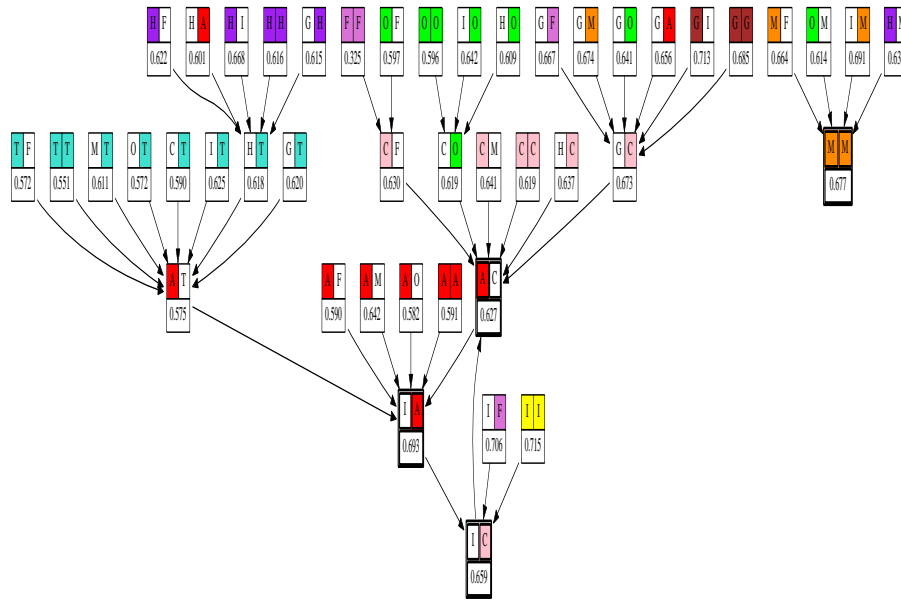 H F H A H I H H G H F F O F O O I O H O G F G M G O G A G I G G M F O M I M H
0.622 0.601 0.668 0.616 0.615 0.325 0.597 0.596 0.642 0.609 0.667 0.674 0.641 0.656 0.713 0.685 0.664 0.614 0.691 0.63
T F T T M T O T C T I T H T G T C F C O C M C C H C G C M M
0.572 0.551 0.611 0.572 0.590 0.625 0.618 0.620 0.630 0.619 0.641 0.619 0.637 0.673 0.677
A T A F A M A O A A A C
0.575 0.590 0.642 0.582 0.591 0.627
I A I F I I
0.693 0.706 0.715
I C
0.659